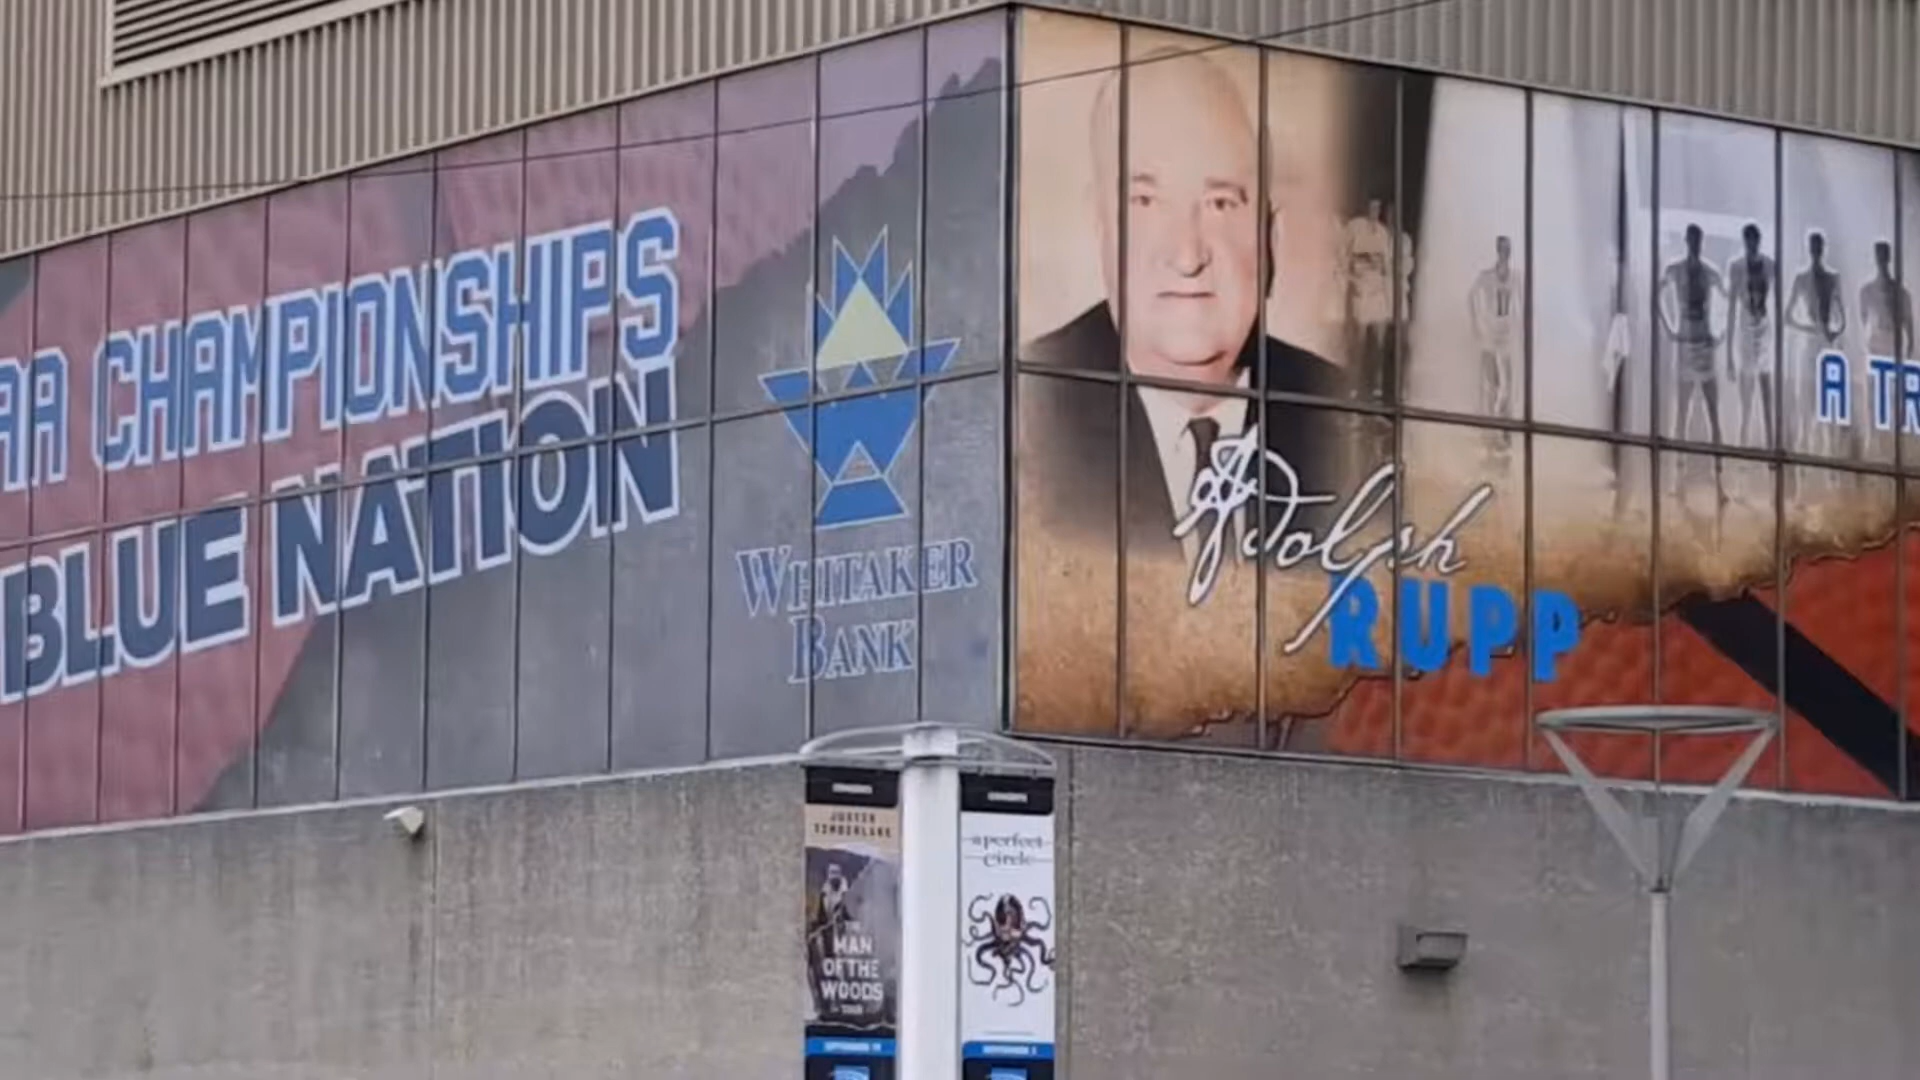 AA CHAMPIONSHIPS
BLUE NATION
WHITAKER
BANK
Adolph
RUPP
A TR
JUSTIN
TIMBERLAKE
THE
MAN
OF THE
WOODS
TOUR
a perfect
circle